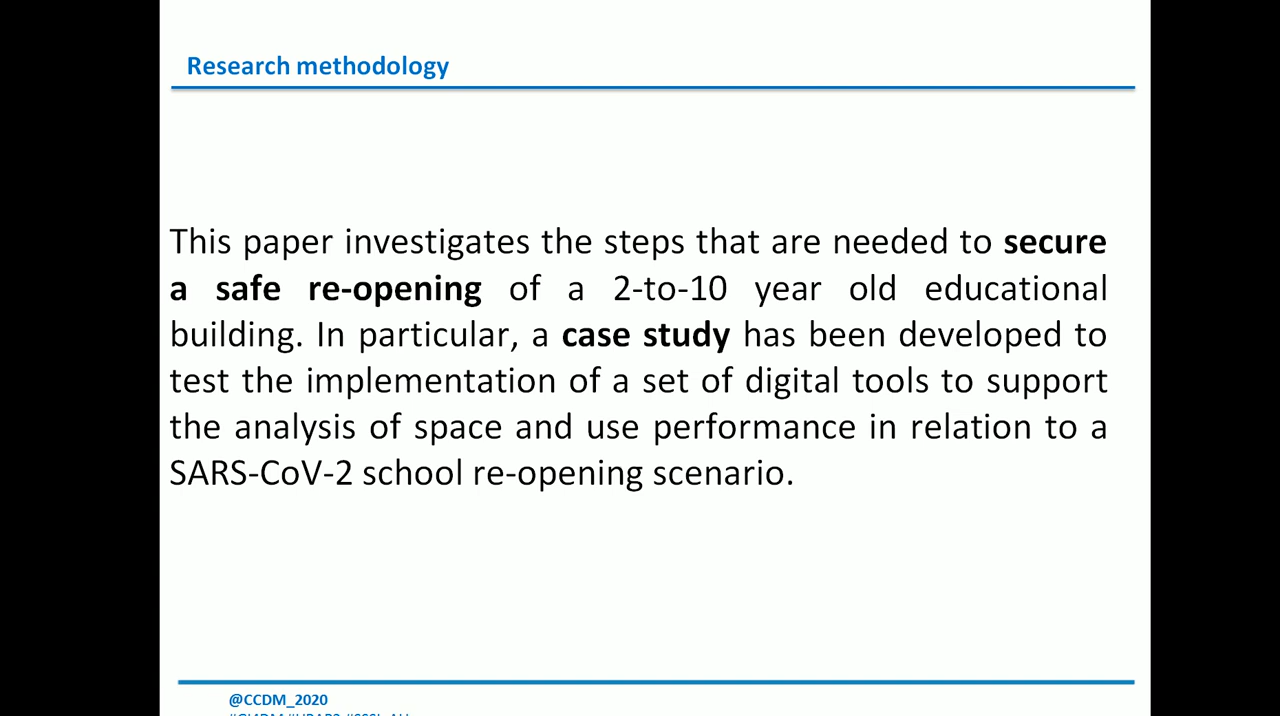 Research methodology
This paper investigates the steps that are needed to secure
a safe re-opening of a 2-to-10 year old educational
building. In particular, a case study has been developed to
test the implementation of a set of digital tools to support
the analysis of space and use performance in relation to a
SARS-CoV-2 school re-opening scenario.
@CCDM_2020